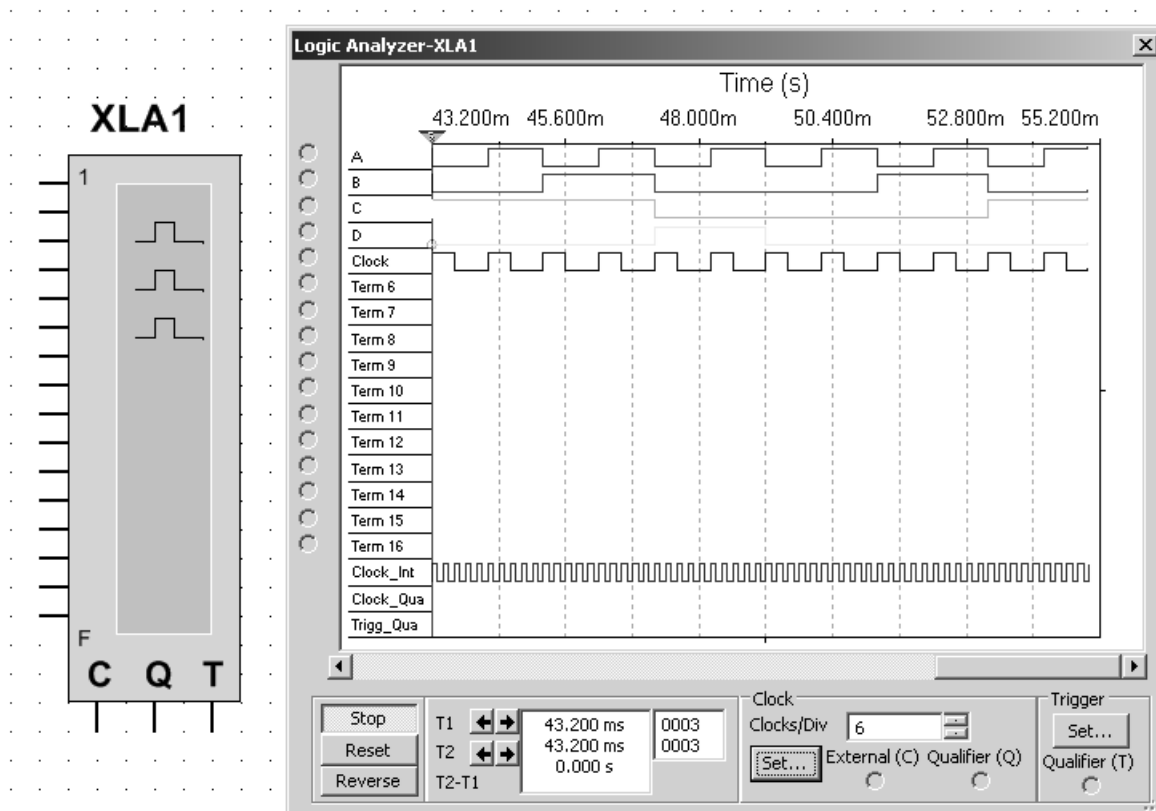 XLA1
1
F
C Q T
Logic Analyzer-XLA1
Time (s)
43.200m 45.600m 48.000m 50.400m 52.800m 55.200m
A
B
C
D
Clock
Term 6
Term 7
Term 8
Term 9
Term 10
Term 11
Term 12
Term 13
Term 14
Term 15
Term 16
Clock_Int
Clock_Qua
Trigg_Qua
Stop
Reset
Reverse
T1 43.200 ms 0003
T2 43.200 ms 0003
T2-T1 0.000 s
Clock
Clocks/Div 6
Set... External (C) Qualifier (Q)
Trigger
Set...
Qualifier (T)